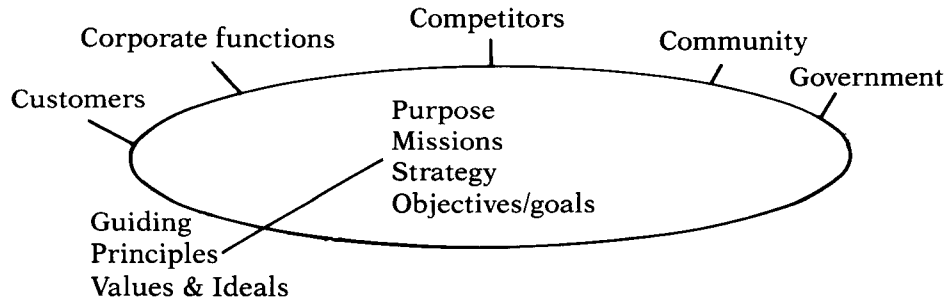 Competitors
Corporate functions
Community
Government
Customers
Purpose
Missions
Strategy
Objectives/goals
Guiding
Principles
Values & Ideals